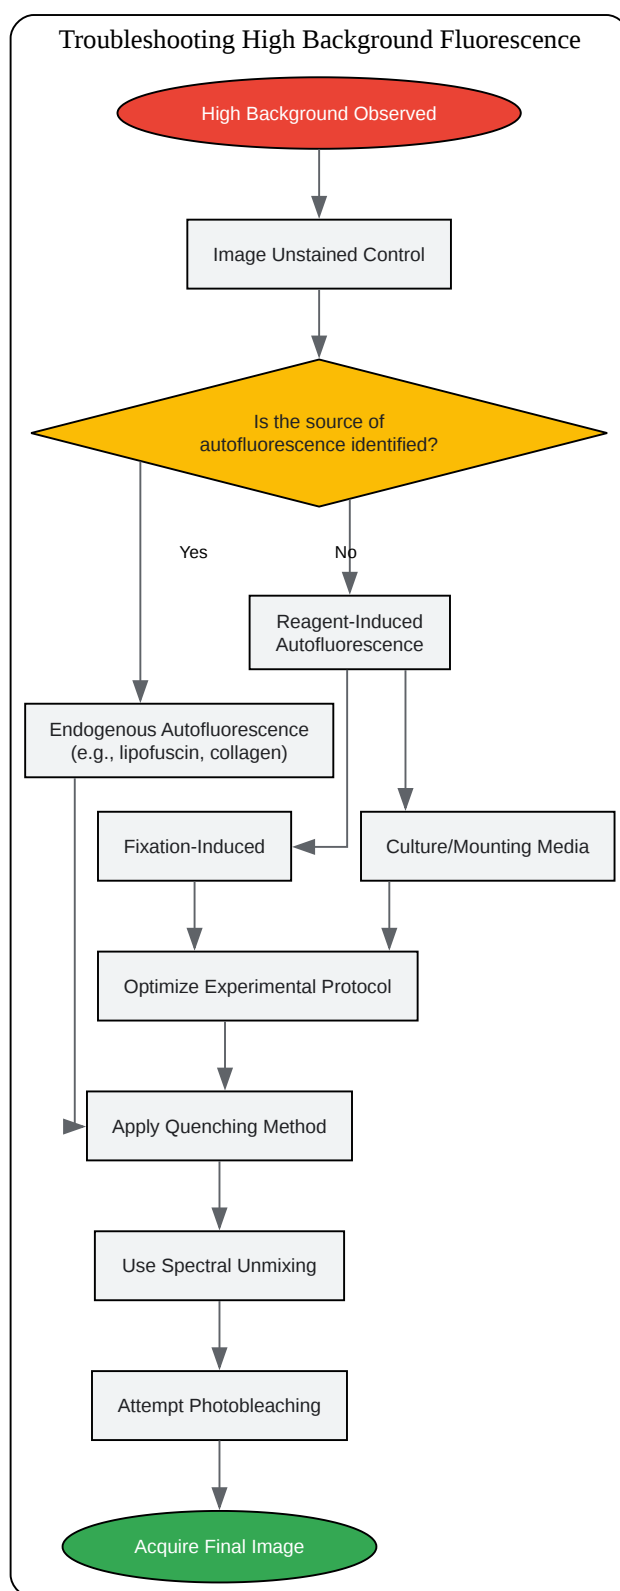 Troubleshooting High Background Fluorescence
High Background Observed
Image Unstained Control
Is the source of
autofluorescence identified?
Yes
No
Reagent-Induced
Autofluorescence
Endogenous Autofluorescence
(e.g., lipofuscin, collagen)
Fixation-Induced
Culture/Mounting Media
Optimize Experimental Protocol
Apply Quenching Method
Use Spectral Unmixing
Attempt Photobleaching
Acquire Final Image